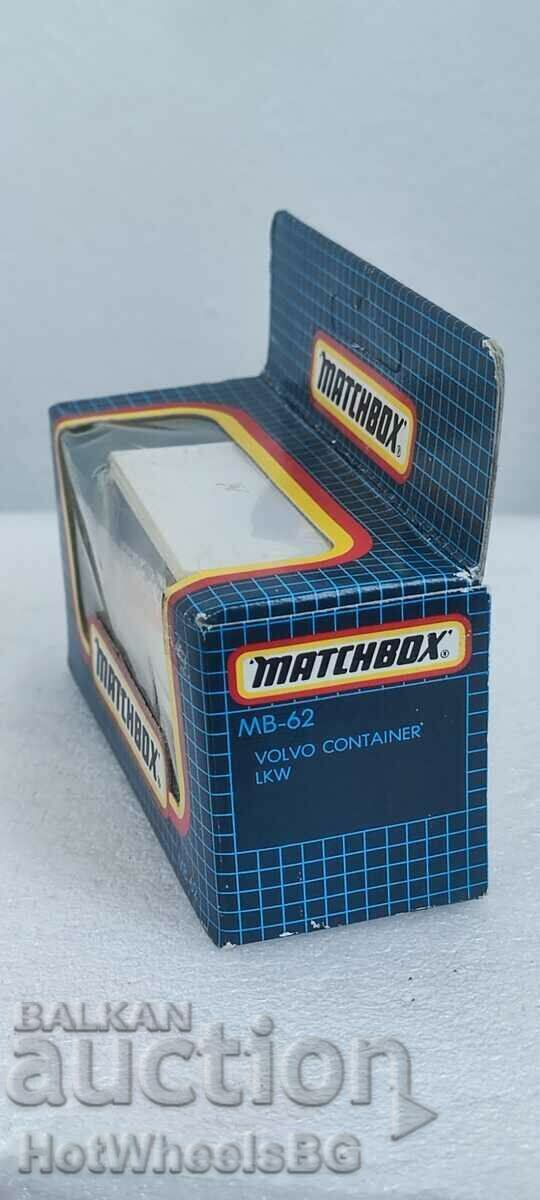 MATCHBOX®
MATCHBOX®
MB-62
VOLVO CONTAINER
LKW
MATCHBOX
BALKAN
auction
HotWheelsBG